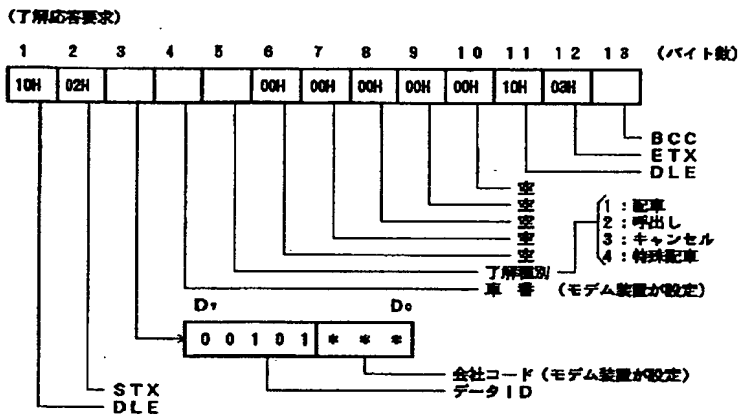 (了解応答要求)
1 2 3 4 5 6 7 8 9 10 11 12 13 (バイト数)
10H 02H 00H 00H 00H 00H 00H 10H 03H
BCC
ETX
DLE
空
空 1:配車
空 2:呼出し
空 3:キャンセル
空 4:特殊配車
了解種別
車番 (モデム装置が設定)
D7 D0
0 0 1 0 1 * * *
会社コード(モデム装置が設定)
データID
STX
DLE